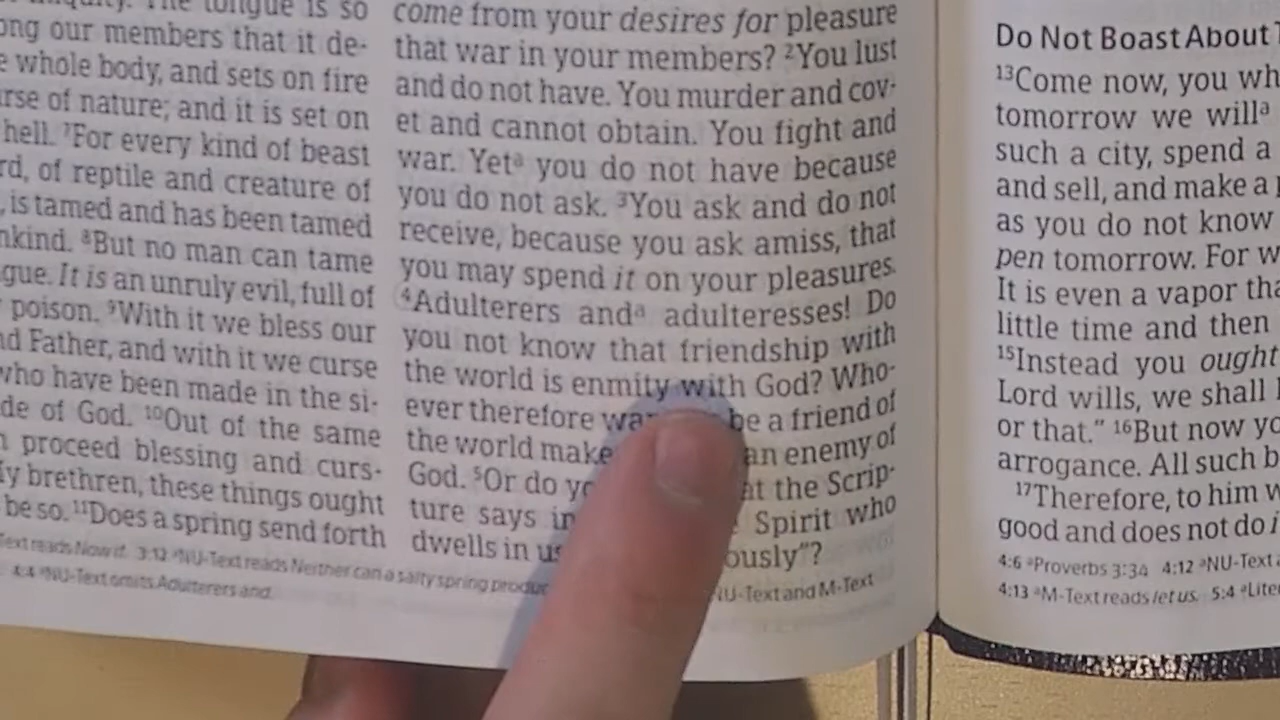 The tongue is so
ong our members that it de-
e whole body, and sets on fire
rse of nature; and it is set on
hell. ⁷For every kind of beast
rd, of reptile and creature of
, is tamed and has been tamed
nkind. ⁸But no man can tame
gue. It is an unruly evil, full of
poison. ⁹With it we bless our
nd Father, and with it we curse
who have been made in the si-
de of God. ¹⁰Out of the same
n proceed blessing and curs-
y brethren, these things ought
be so. ¹¹Does a spring send forth
Text reads Now if. 3:12 ᵃNU-Text reads Neither can a salty spring produc
4:4 ᵃNU-Text omits Adulterers and.
come from your desires for pleasure
that war in your members? ²You lust
and do not have. You murder and cov-
et and cannot obtain. You fight and
war. Yetᵃ you do not have because
you do not ask. ³You ask and do not
receive, because you ask amiss, that
you may spend it on your pleasures.
⁴Adulterers andᵃ adulteresses! Do
you not know that friendship with
the world is enmity with God? Who-
ever therefore wa be a friend of
the world make an enemy of
God. ⁵Or do yo at the Scrip-
ture says in Spirit who
dwells in us ously"?
NU-Text and M-Text
Do Not Boast About
¹³Come now, you wh
tomorrow we willᵃ
such a city, spend a
and sell, and make a
as you do not know
pen tomorrow. For w
It is even a vapor tha
little time and then
¹⁵Instead you ought
Lord wills, we shall
or that." ¹⁶But now yo
arrogance. All such b
¹⁷Therefore, to him w
good and does not do i
4:6 ᵃProverbs 3:34 4:12 ᵃNU-Text
4:13 ᵃM-Text reads let us. 5:4 ᵃLite